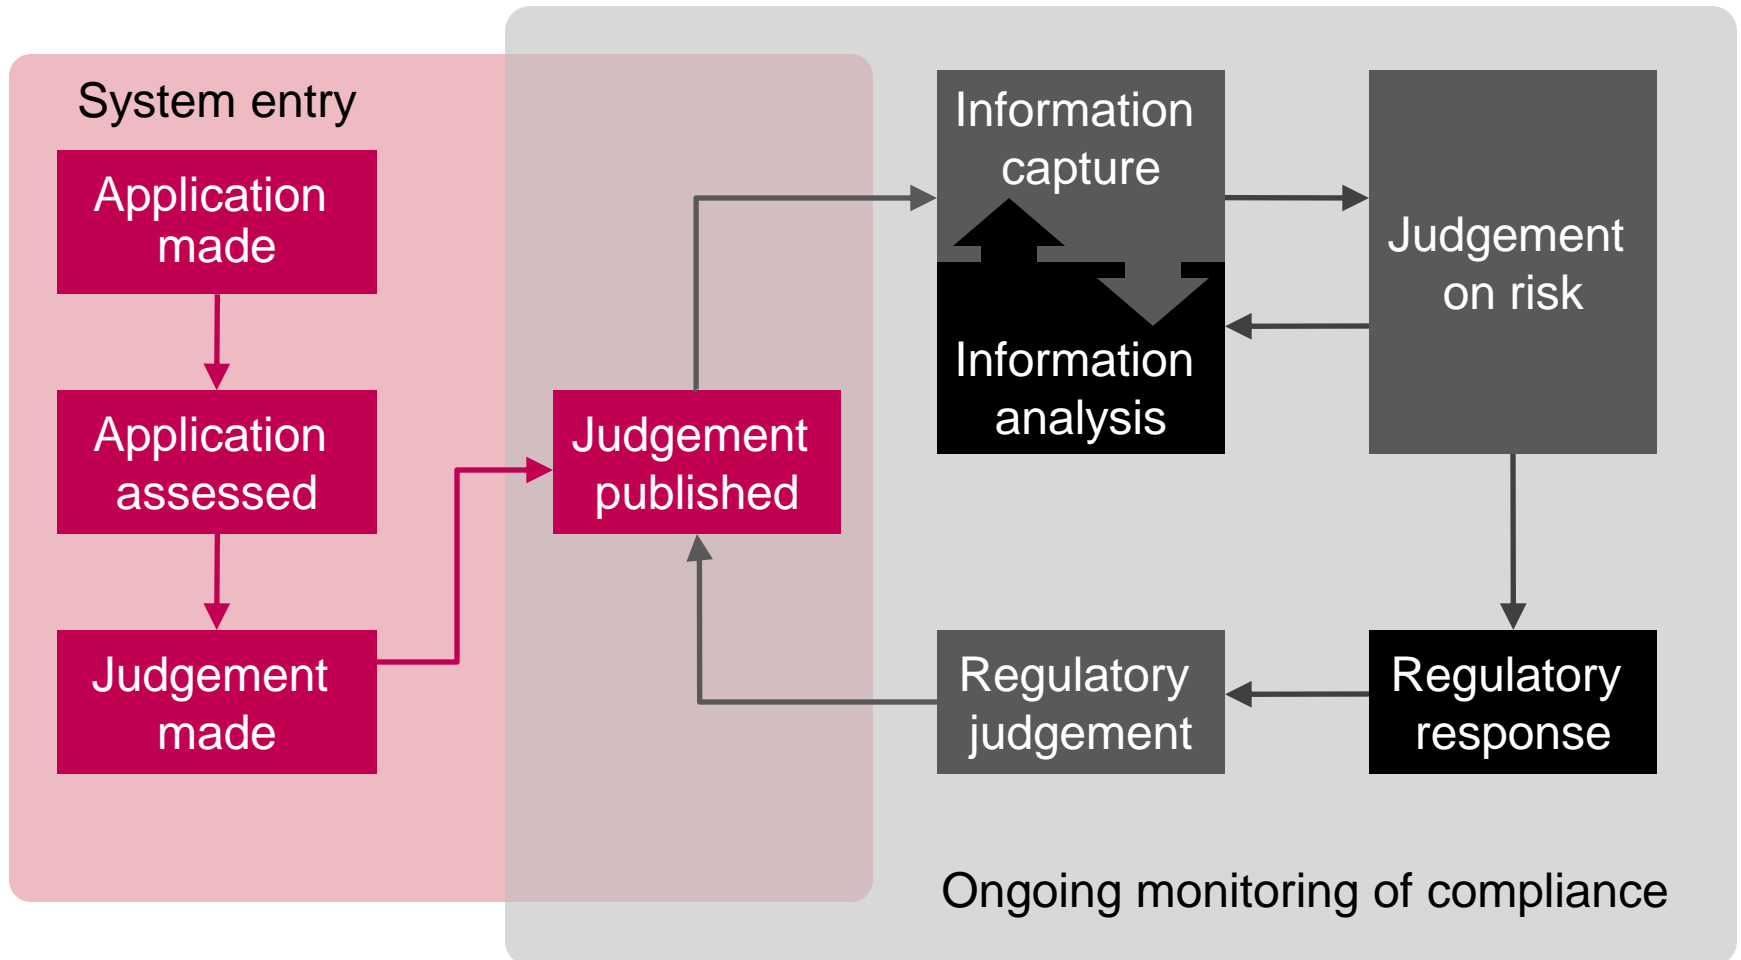 System entry
Application
made
Application
assessed
Judgement
made
Judgement
published
Information
capture
Information
analysis
Judgement
on risk
Regulatory
response
Regulatory
judgement
Ongoing monitoring of compliance